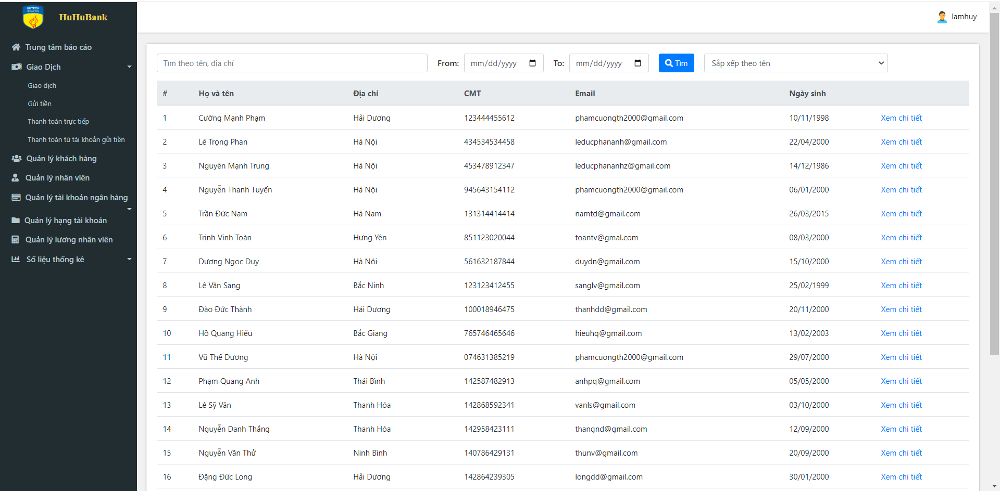 HUTECH
University
HuHuBank
lamhuy
Trung tâm báo cáo
Giao Dịch
Giao dịch
Gửi tiền
Thanh toán trực tiếp
Thanh toán từ tài khoản gửi tiền
Quản lý khách hàng
Quản lý nhân viên
Quản lý tài khoản ngân hàng
Quản lý hạng tài khoản
Quản lý lương nhân viên
Số liệu thống kê
Tìm theo tên, địa chỉ From: mm/dd/yyyy To: mm/dd/yyyy Tìm Sắp xếp theo tên
# Họ và tên Địa chỉ CMT Email Ngày sinh
1 Cường Mạnh Phạm Hải Dương 123444455612 phamcuongth2000@gmail.com 10/11/1998 Xem chi tiết
2 Lê Trọng Phan Hà Nội 434534534458 leducphananh@gmail.com 22/04/2000 Xem chi tiết
3 Nguyên Mạnh Trung Hà Nội 453478912347 leducphananhz@gmail.com 14/12/1986 Xem chi tiết
4 Nguyễn Thanh Tuyến Hà Nội 945643154112 phamcuongth2000@gmail.com 06/01/2000 Xem chi tiết
5 Trần Đức Nam Hà Nam 131314414414 namtd@gmail.com 26/03/2015 Xem chi tiết
6 Trịnh Vinh Toàn Hưng Yên 851123020044 toantv@gmal.com 08/03/2000 Xem chi tiết
7 Dương Ngọc Duy Hà Nội 561632187844 duydn@gmail.com 15/10/2000 Xem chi tiết
8 Lê Văn Sang Bắc Ninh 123123412455 sanglv@gmail.com 25/02/1999 Xem chi tiết
9 Đào Đức Thành Hải Dương 100018946475 thanhdd@gmail.com 20/11/2000 Xem chi tiết
10 Hồ Quang Hiếu Bắc Giang 765746465646 hieuhq@gmail.com 13/02/2003 Xem chi tiết
11 Vũ Thế Dương Hà Nội 074631385219 phamcuongth2000@gmail.com 29/07/2000 Xem chi tiết
12 Phạm Quang Anh Thái Bình 142587482913 anhpq@gmail.com 05/05/2000 Xem chi tiết
13 Lê Sỹ Văn Thanh Hóa 142868592341 vanls@gmail.com 03/10/2000 Xem chi tiết
14 Nguyễn Danh Thắng Thanh Hóa 142958423111 thangnd@gmail.com 12/09/2000 Xem chi tiết
15 Nguyễn Văn Thử Ninh Bình 140786429131 thunv@gmail.com 20/09/2000 Xem chi tiết
16 Đặng Đức Long Hải Dương 142864239305 longdd@gmail.com 30/01/2000 Xem chi tiết